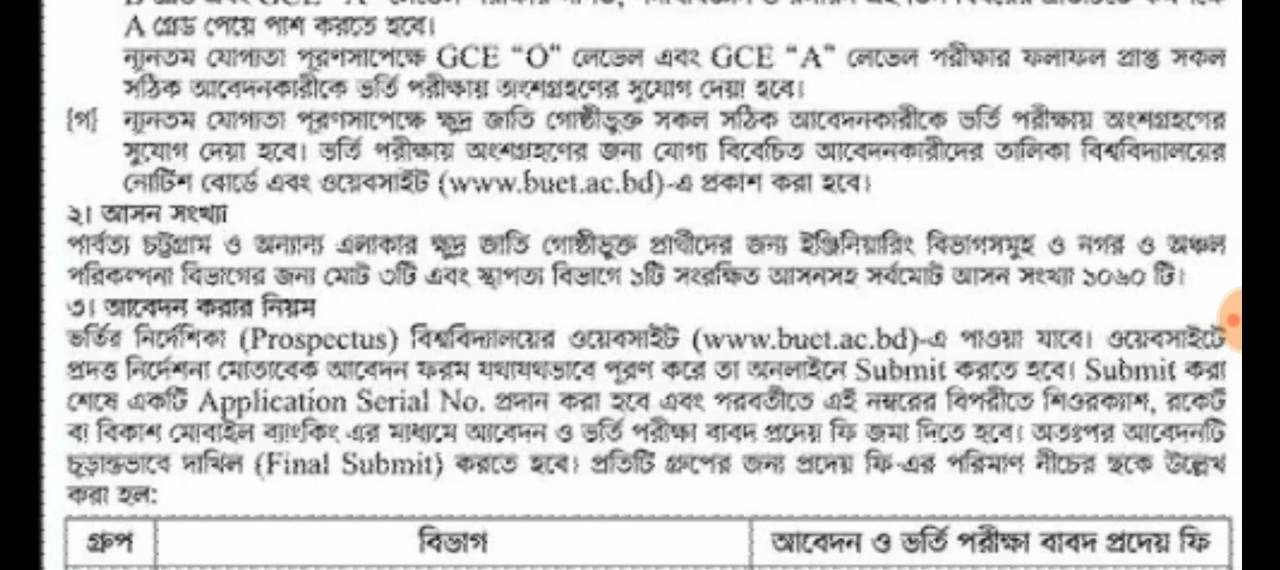 A গ্রেড পেয়ে পাশ করতে হবে।
ন্যূনতম যোগ্যতা পূরণসাপেক্ষে GCE “O” লেভেল এবং GCE “A” লেভেল পরীক্ষার ফলাফল প্রাপ্ত সকল
সঠিক আবেদনকারীকে ভর্তি পরীক্ষায় অংশগ্রহণের সুযোগ দেয়া হবে।
[গ] ন্যূনতম যোগ্যতা পূরণসাপেক্ষে ক্ষুদ্র জাতি গোষ্ঠীভুক্ত সকল সঠিক আবেদনকারীকে ভর্তি পরীক্ষায় অংশগ্রহণের
সুযোগ দেয়া হবে। ভর্তি পরীক্ষায় অংশগ্রহণের জন্য যোগ্য বিবেচিত আবেদনকারীদের তালিকা বিশ্ববিদ্যালয়ের
নোটিশ বোর্ডে এবং ওয়েবসাইট (www.buet.ac.bd)-এ প্রকাশ করা হবে।
২। আসন সংখ্যা
পার্বত্য চট্টগ্রাম ও অন্যান্য এলাকার ক্ষুদ্র জাতি গোষ্ঠীভুক্ত প্রার্থীদের জন্য ইঞ্জিনিয়ারিং বিভাগসমূহ ও নগর ও অঞ্চল
পরিকল্পনা বিভাগের জন্য মোট ৩টি এবং স্থাপত্য বিভাগে ১টি সংরক্ষিত আসনসহ সর্বমোট আসন সংখ্যা ১০৬০ টি।
৩। আবেদন করার নিয়ম
ভর্তির নির্দেশিকা (Prospectus) বিশ্ববিদ্যালয়ের ওয়েবসাইট (www.buet.ac.bd)-এ পাওয়া যাবে। ওয়েবসাইটে
প্রদত্ত নির্দেশনা মোতাবেক আবেদন ফরম যথাযথভাবে পূরণ করে তা অনলাইনে Submit করতে হবে। Submit করা
শেষে একটি Application Serial No. প্রদান করা হবে এবং পরবর্তীতে এই নম্বরের বিপরীতে শিওরক্যাশ, রকেট
বা বিকাশ মোবাইল ব্যাংকিং এর মাধ্যমে আবেদন ও ভর্তি পরীক্ষা বাবদ প্রদেয় ফি জমা দিতে হবে। অতঃপর আবেদনটি
চূড়ান্তভাবে দাখিল (Final Submit) করতে হবে। প্রতিটি গ্রুপের জন্য প্রদেয় ফি-এর পরিমাণ নীচের ছকে উল্লেখ
করা হল:
গ্রুপ বিভাগ আবেদন ও ভর্তি পরীক্ষা বাবদ প্রদেয় ফি